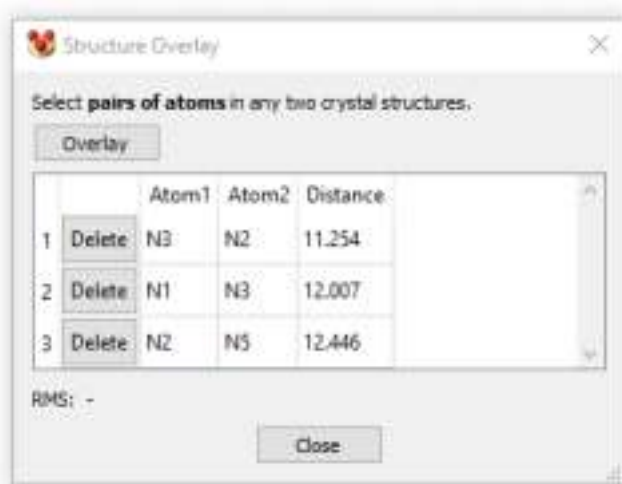 Structure Overlay
Select pairs of atoms in any two crystal structures.
Overlay
Atom1 Atom2 Distance
1 Delete N3 N2 11.254
2 Delete N1 N3 12.007
3 Delete N2 N5 12.446
RMS: -
Close